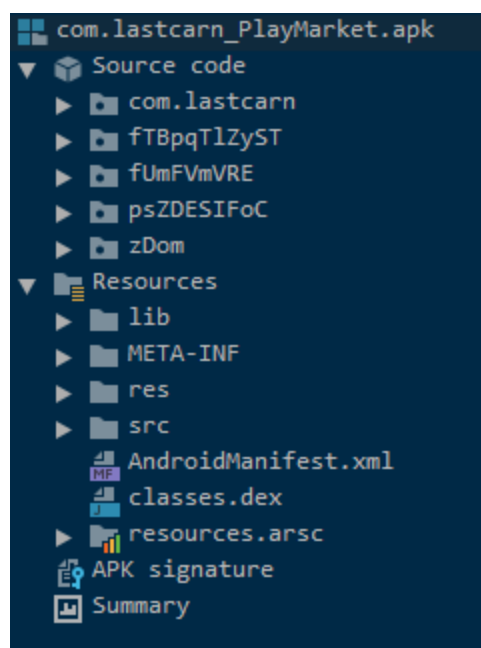 com.lastcarn_PlayMarket.apk
Source code
com.lastcarn
fTBpqTlZyST
fUmFVmVRE
psZDESIFoC
zDom
Resources
lib
META-INF
res
src
MF AndroidManifest.xml
J classes.dex
resources.arsc
APK signature
Summary